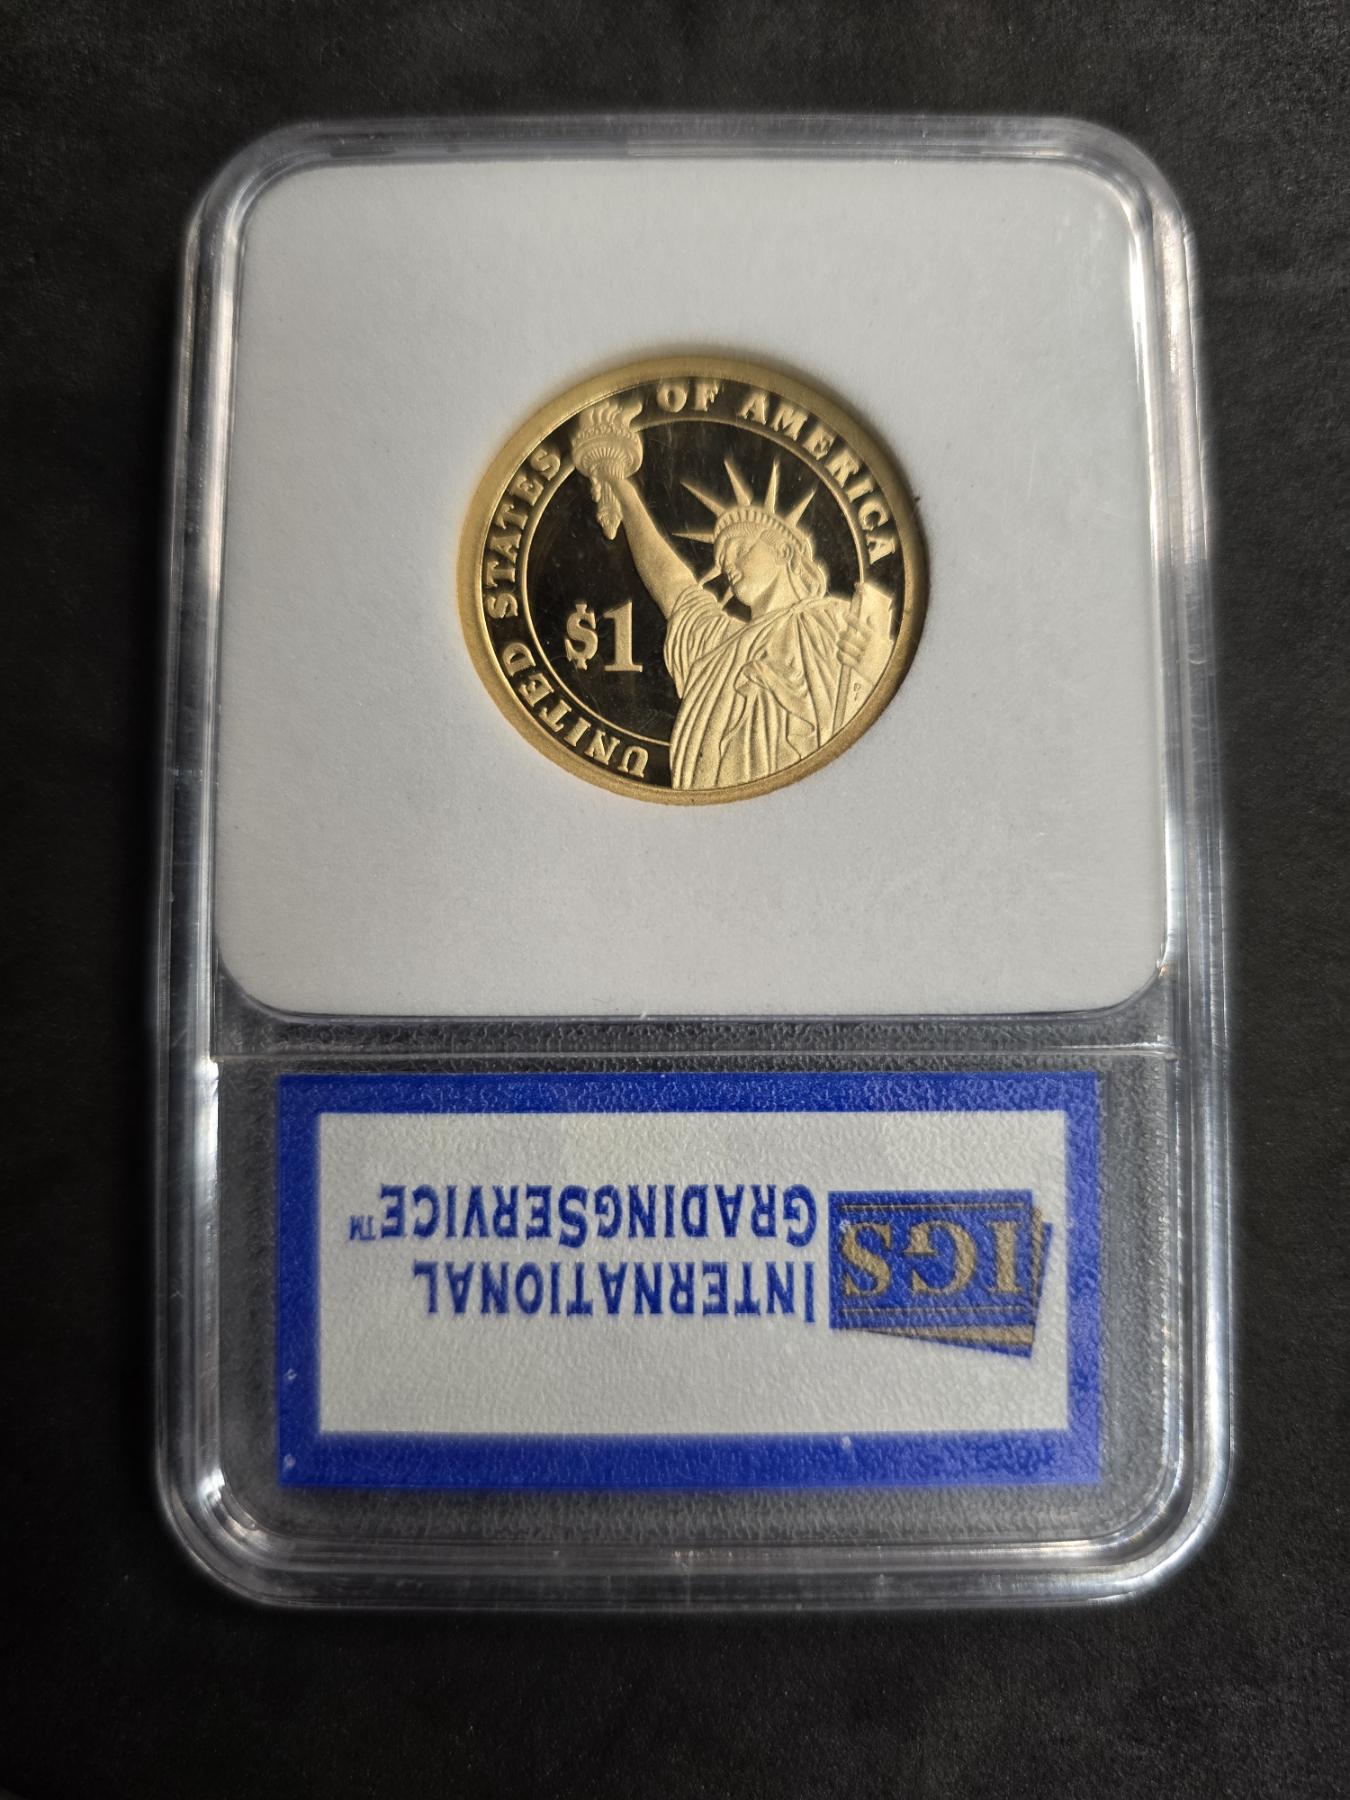 UNITED STATES OF AMERICA
$1
IGS
INTERNATIONAL
GRADINGSERVICE™